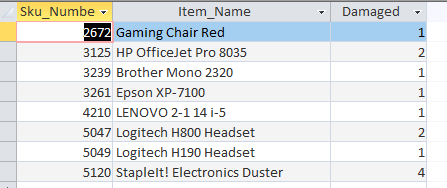 Sku_Numbe Item_Name Damaged
2672 Gaming Chair Red 1
3125 HP OfficeJet Pro 8035 2
3239 Brother Mono 2320 1
3261 Epson XP-7100 1
4210 LENOVO 2-1 14 i-5 1
5047 Logitech H800 Headset 2
5049 Logitech H190 Headset 1
5120 StapleIt! Electronics Duster 4